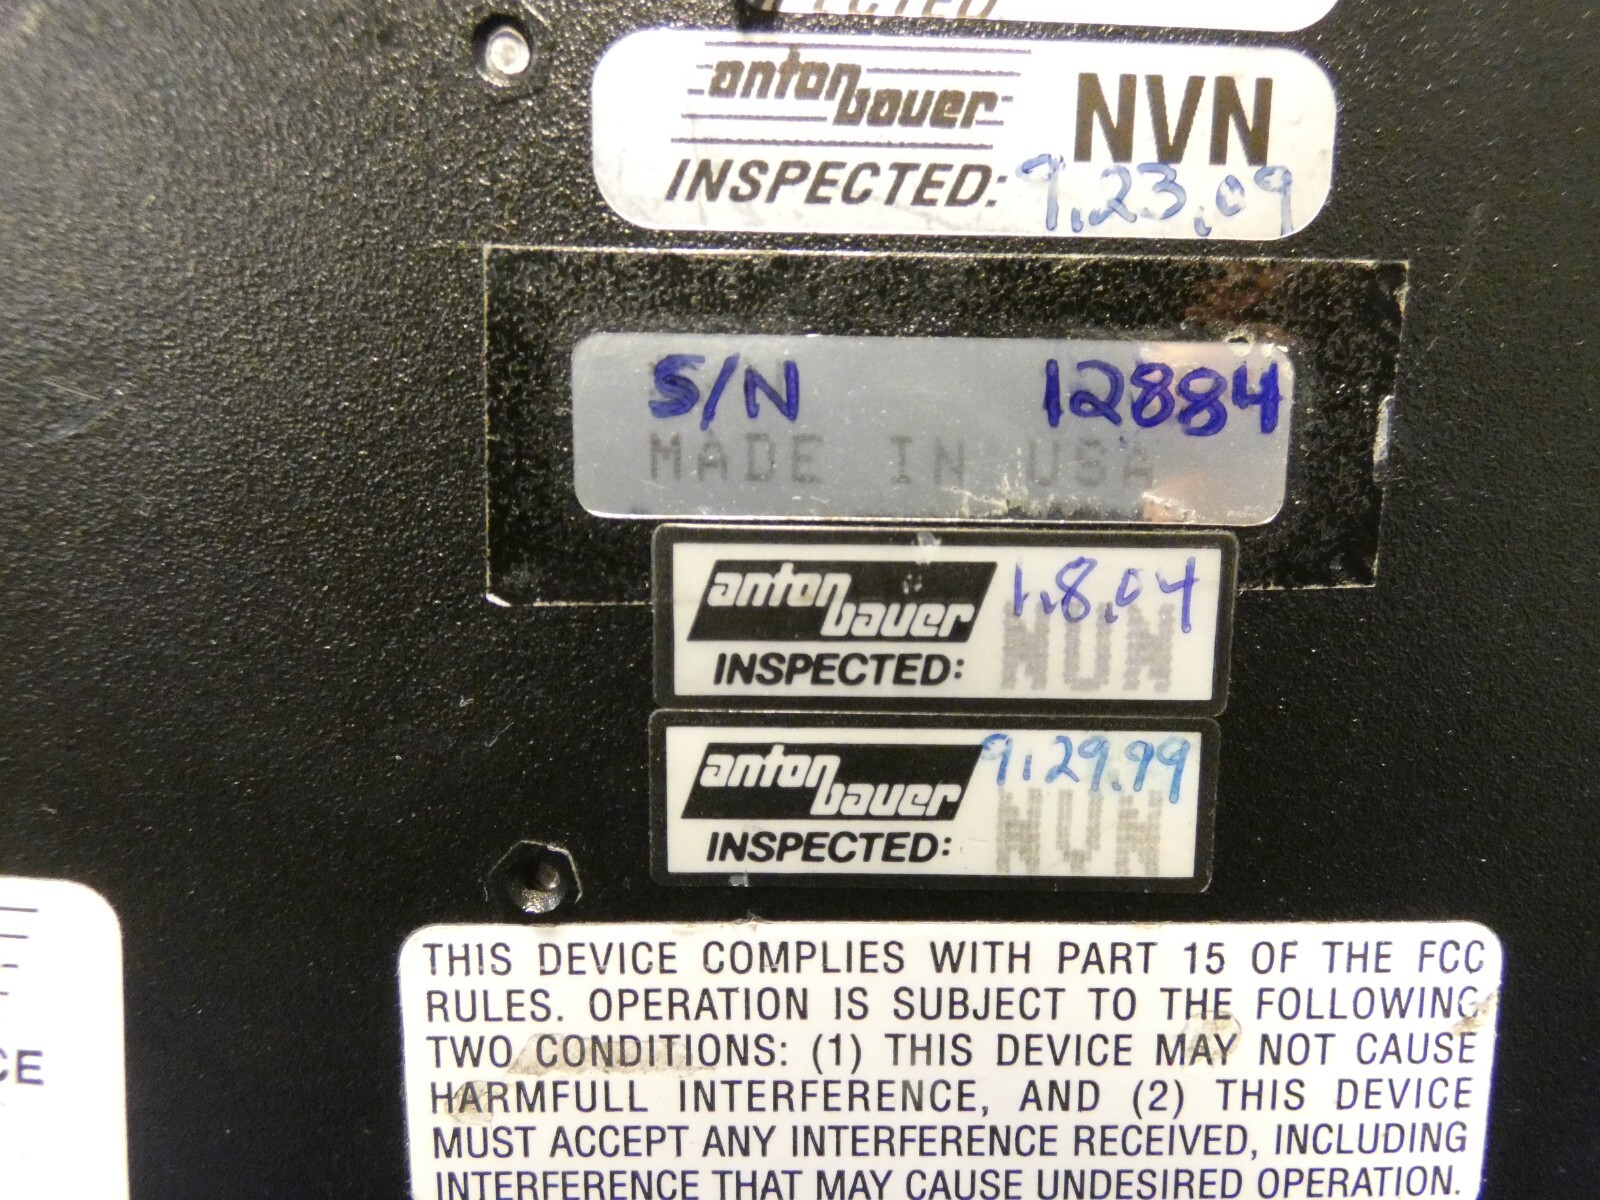 INSPECTED
anton bauer NVN
INSPECTED: 9.23.09
S/N 12884
MADE IN USA
anton bauer 1.8.04
INSPECTED: NVN
anton bauer 9.29.99
INSPECTED: NVN
THIS DEVICE COMPLIES WITH PART 15 OF THE FCC
RULES. OPERATION IS SUBJECT TO THE FOLLOWING
TWO CONDITIONS: (1) THIS DEVICE MAY NOT CAUSE
CE
HARMFULL INTERFERENCE, AND (2) THIS DEVICE
MUST ACCEPT ANY INTERFERENCE RECEIVED, INCLUDING
INTERFERENCE THAT MAY CAUSE UNDESIRED OPERATION.